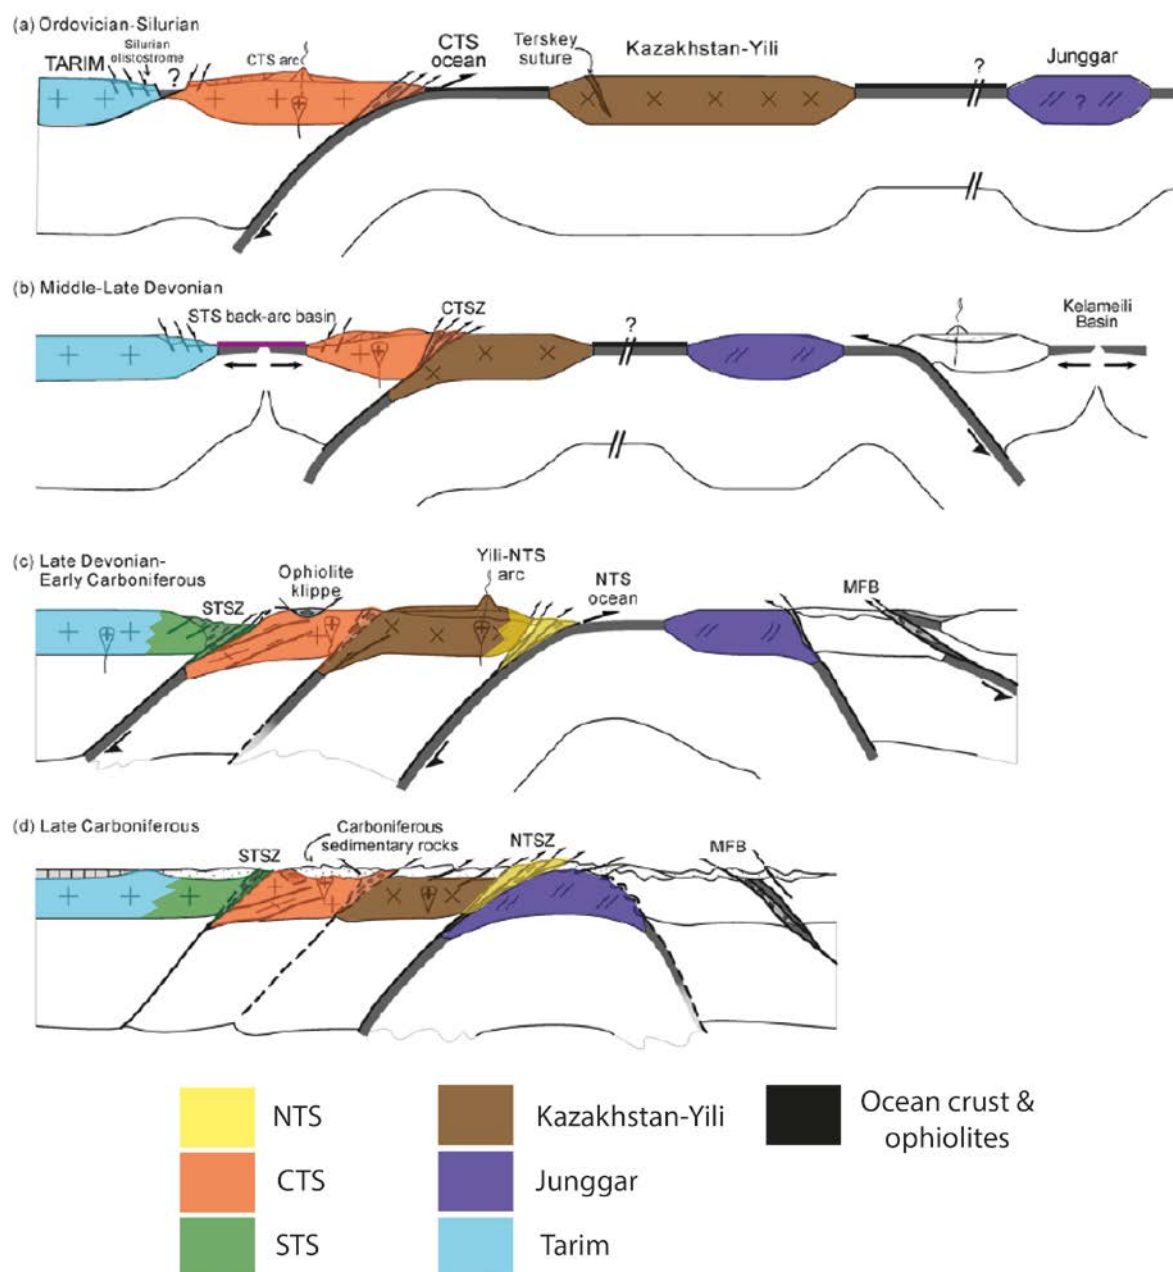 (a) Ordovician-Silurian
TARIM
Silurian
olistostrome
?
CTS arc
CTS
ocean
Terskey
suture
Kazakhstan-Yili
?
Junggar
?
(b) Middle-Late Devonian
STS back-arc basin
CTSZ
?
Kelameili
Basin
(c) Late Devonian-
Early Carboniferous
STSZ
Ophiolite
klippe
Yili-NTS
arc
NTS
ocean
MFB
(d) Late Carboniferous
STSZ
Carboniferous
sedimentary rocks
NTSZ
MFB
NTS
Kazakhstan-Yili
Ocean crust &
ophiolites
CTS
Junggar
STS
Tarim